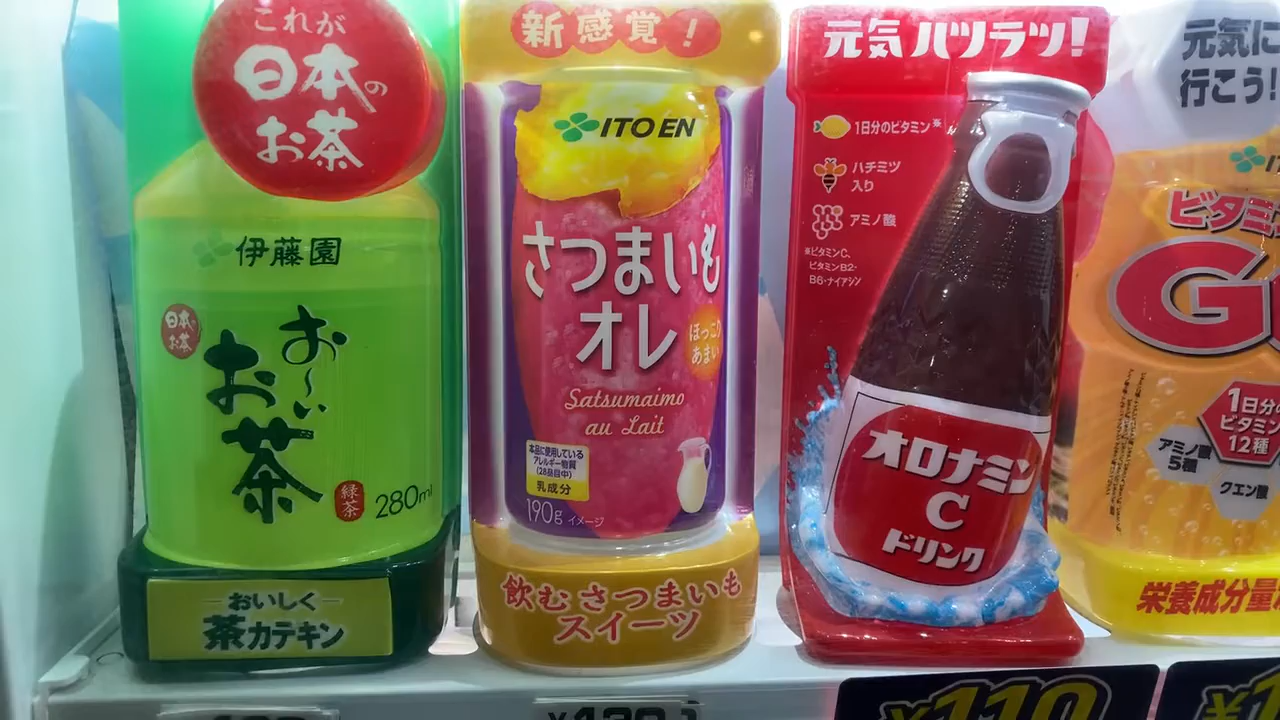 これが
日本の
お茶
伊藤園
日本の
お茶
お～い
お茶
緑茶
280ml
おいしく
茶カテキン
新感覚！
ITO EN
さつまいも
オレ
ほっこり
あまい
Satsumaimo
au Lait
本品に使用している
アレルギー物質
(28品目中)
乳成分
190g イメージ
飲むさつまいも
スイーツ
元気ハツラツ!
1日分のビタミン※
ハチミツ
入り
アミノ酸
※ビタミンC、
ビタミンB2・
B6・ナイアシン
オロナミン
C
ドリンク
¥110
元気に
行こう!
ビタミ
G
1日分
ビタミン
12種
アミノ酸
5種
クエン酸
栄養成分量